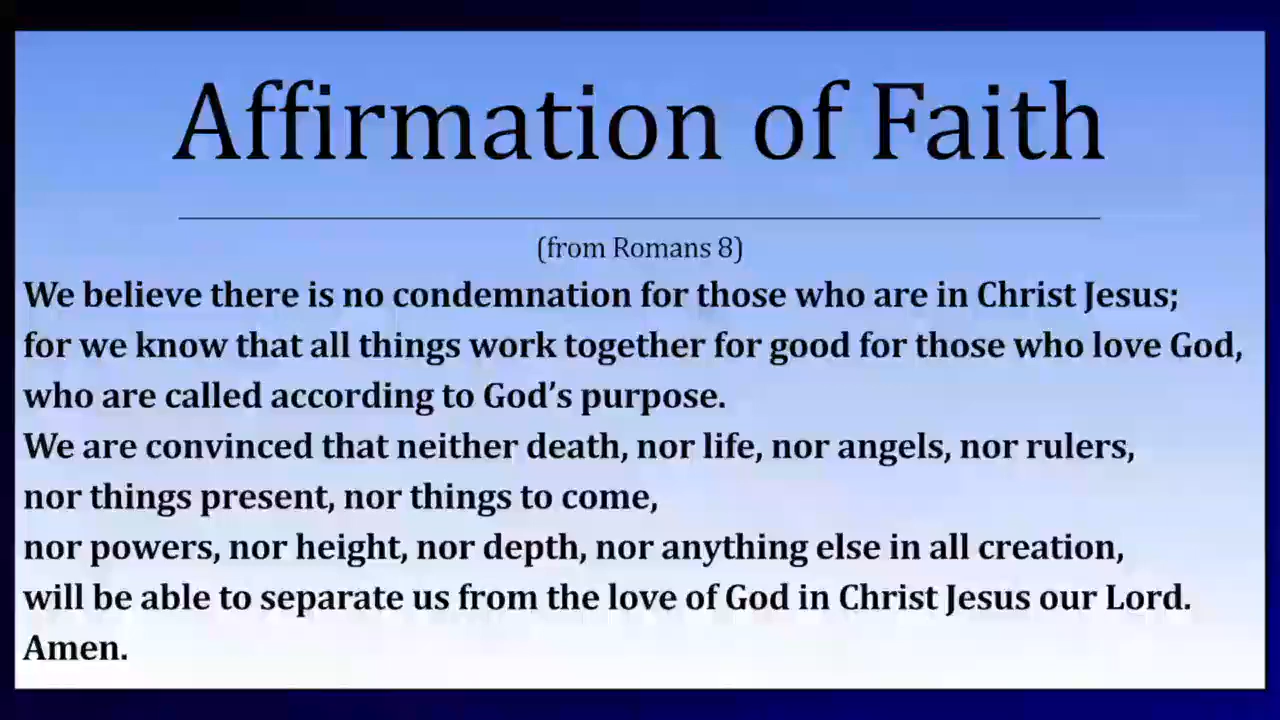 Affirmation of Faith
(from Romans 8)
We believe there is no condemnation for those who are in Christ Jesus;
for we know that all things work together for good for those who love God,
who are called according to God’s purpose.
We are convinced that neither death, nor life, nor angels, nor rulers,
nor things present, nor things to come,
nor powers, nor height, nor depth, nor anything else in all creation,
will be able to separate us from the love of God in Christ Jesus our Lord.
Amen.